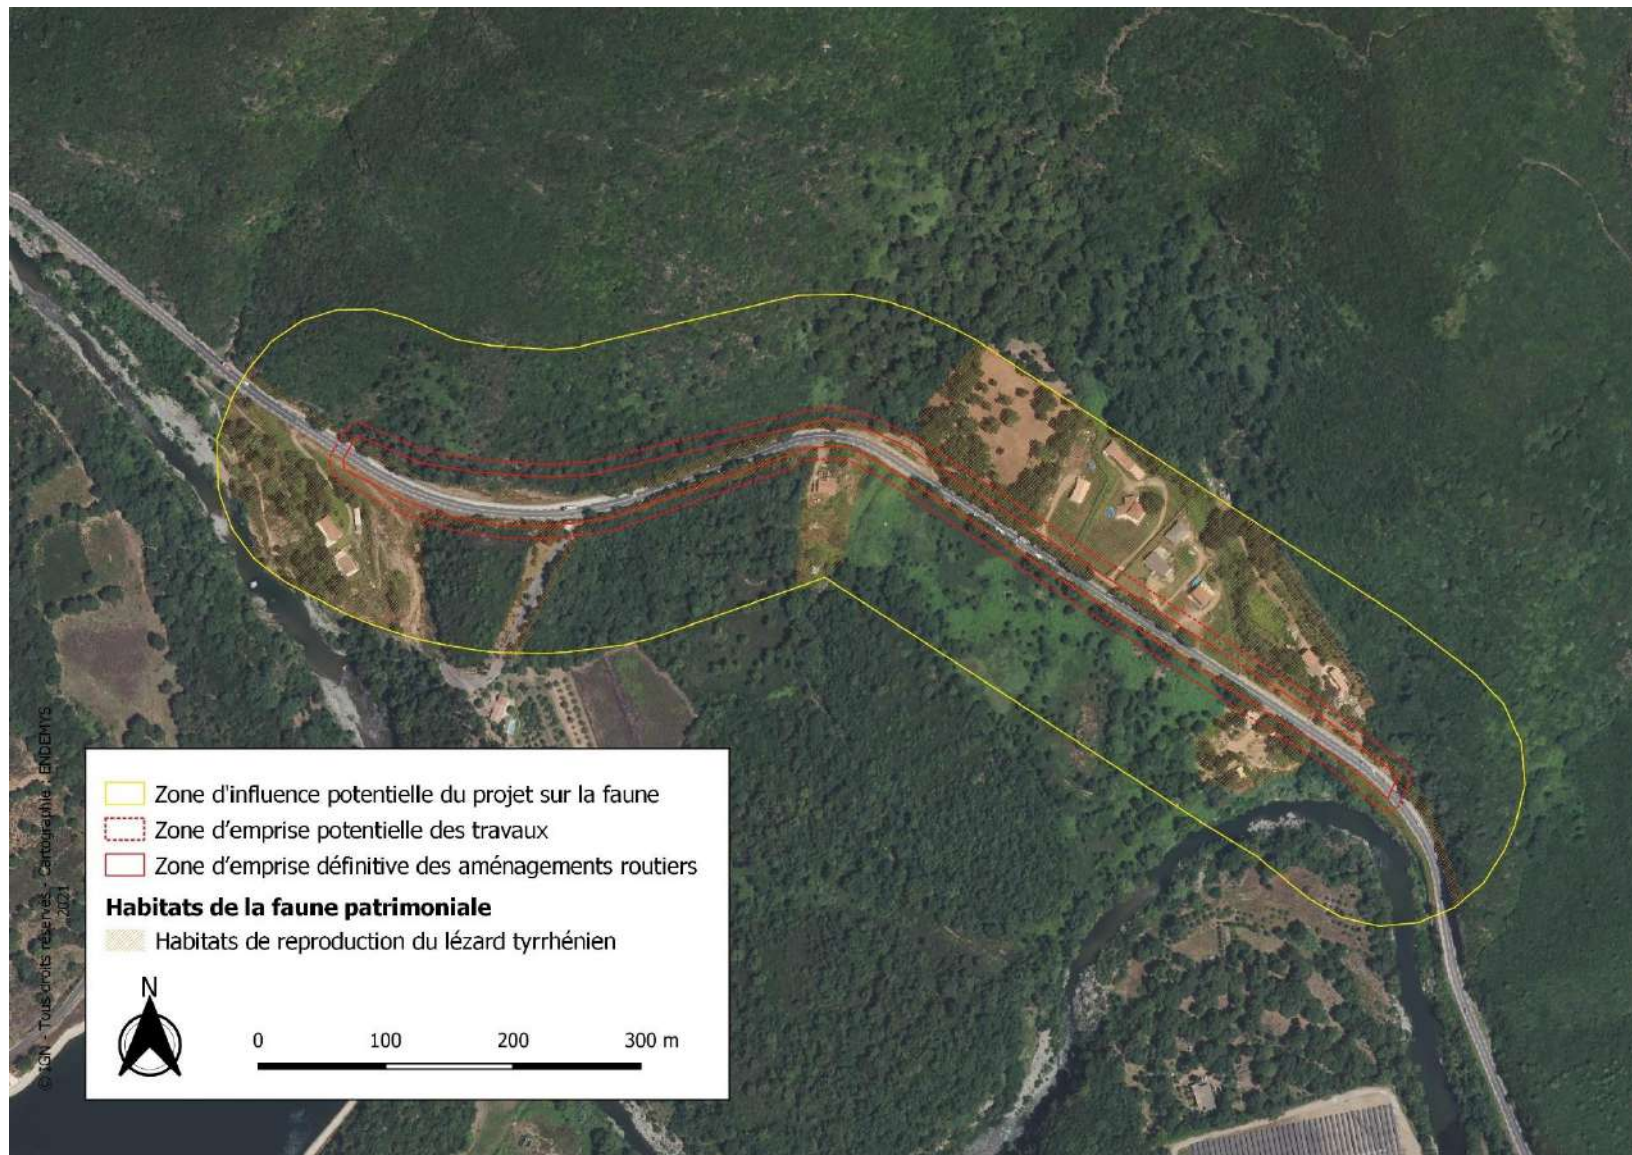 Zone d'influence potentielle du projet sur la faune
Zone d'emprise potentielle des travaux
Zone d'emprise définitive des aménagements routiers
Habitats de la faune patrimoniale
Habitats de reproduction du lézard tyrrhénien
N
0 100 200 300 m
© IGN - Tous droits réservés - Cartographie : ENDEMYS
2021